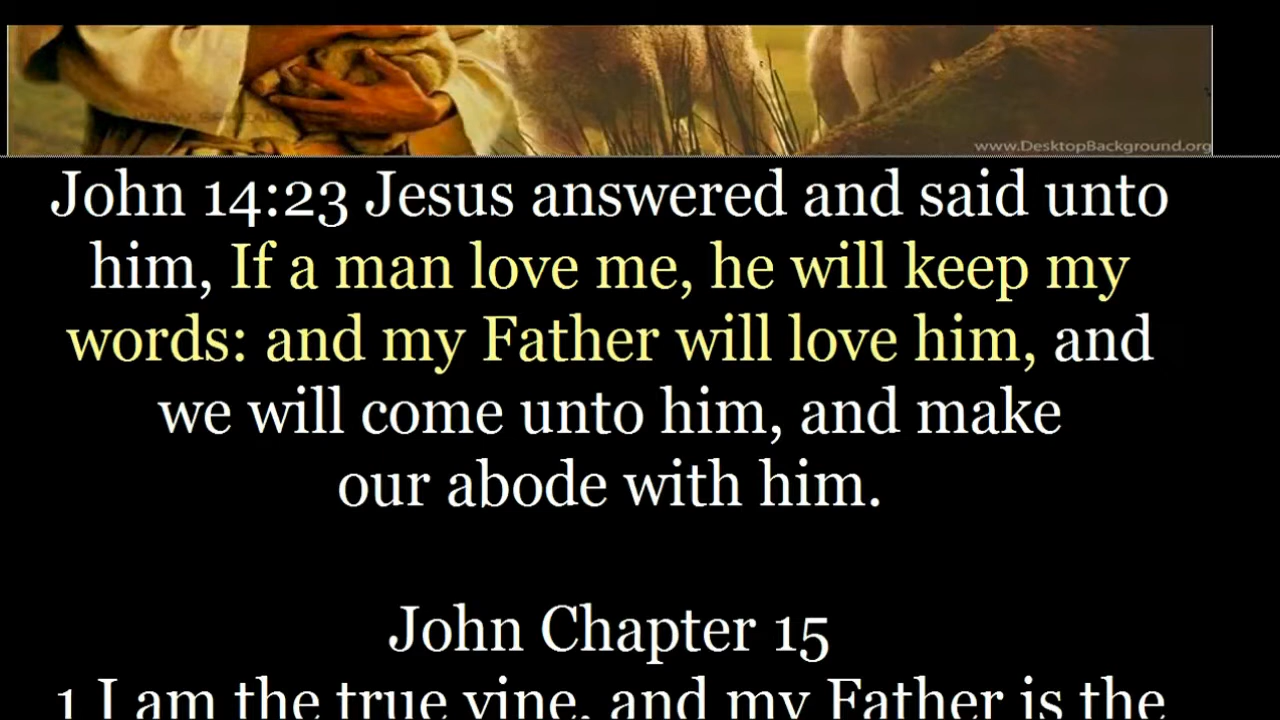 www.DesktopBackground.org
John 14:23 Jesus answered and said unto
him, If a man love me, he will keep my
words: and my Father will love him, and
we will come unto him, and make
our abode with him.
John Chapter 15
1 I am the true vine, and my Father is the